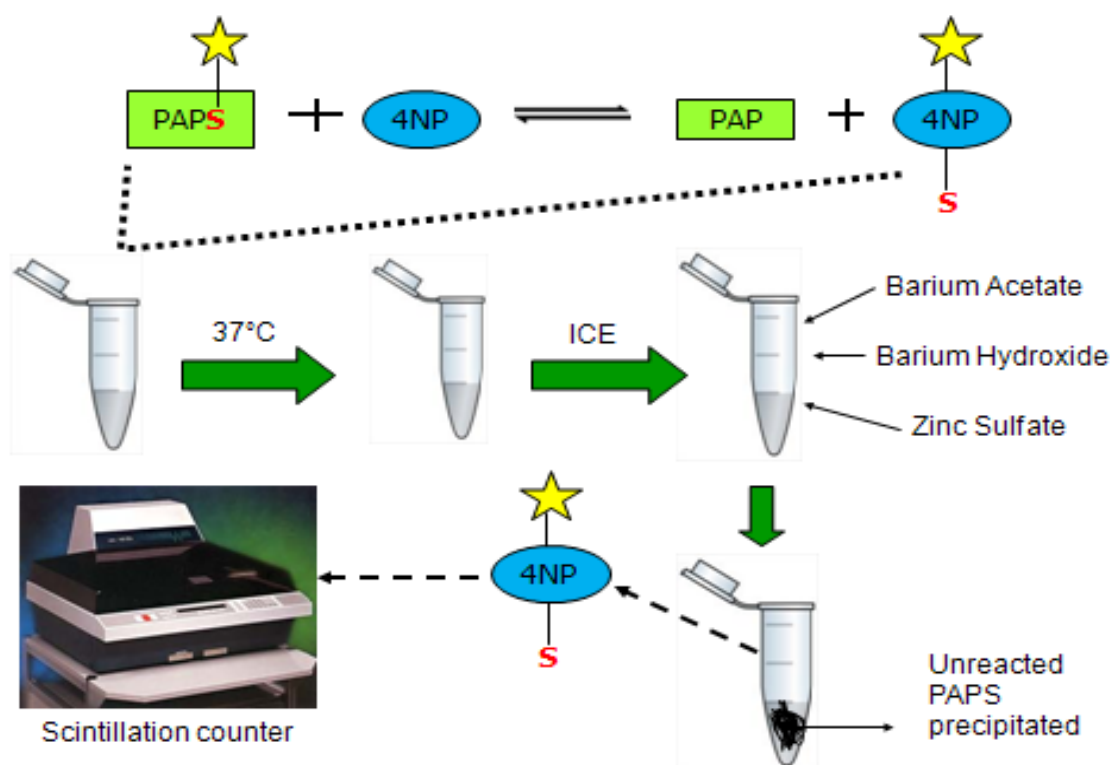 PAPS + 4NP PAP + 4NP
S
37°C
ICE
Barium Acetate
Barium Hydroxide
Zinc Sulfate
4NP
S
Unreacted
PAPS
precipitated
Scintillation counter